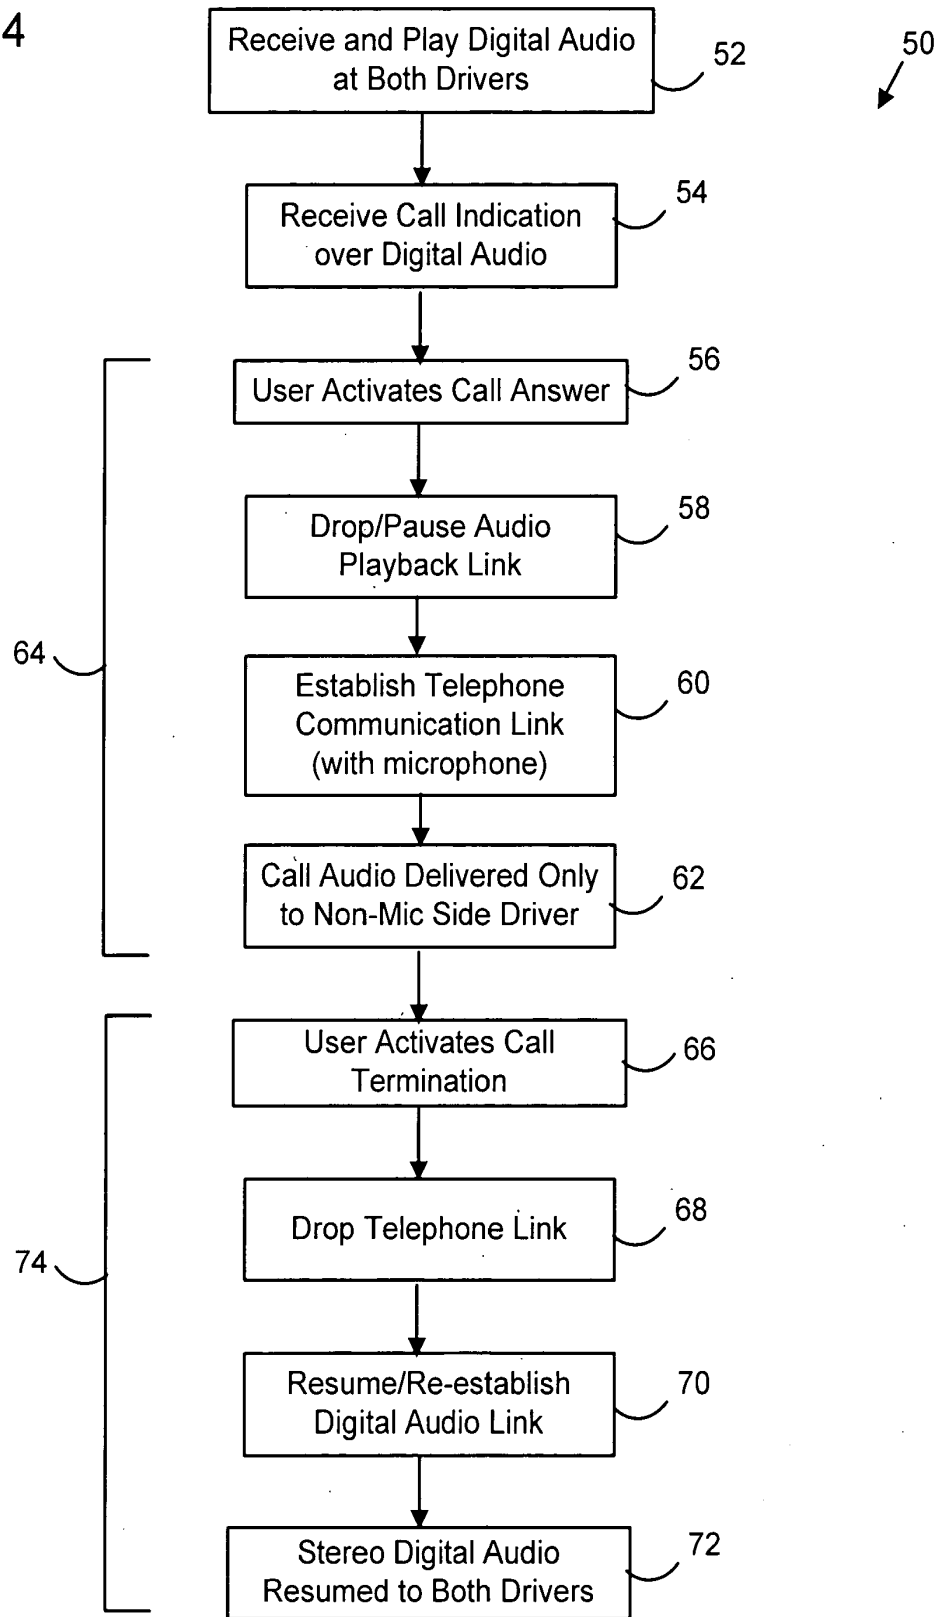 4
50
Receive and Play Digital Audio
at Both Drivers
52
Receive Call Indication
over Digital Audio
54
User Activates Call Answer
56
Drop/Pause Audio
Playback Link
58
Establish Telephone
Communication Link
(with microphone)
60
64
Call Audio Delivered Only
to Non-Mic Side Driver
62
User Activates Call
Termination
66
Drop Telephone Link
68
74
Resume/Re-establish
Digital Audio Link
70
Stereo Digital Audio
Resumed to Both Drivers
72